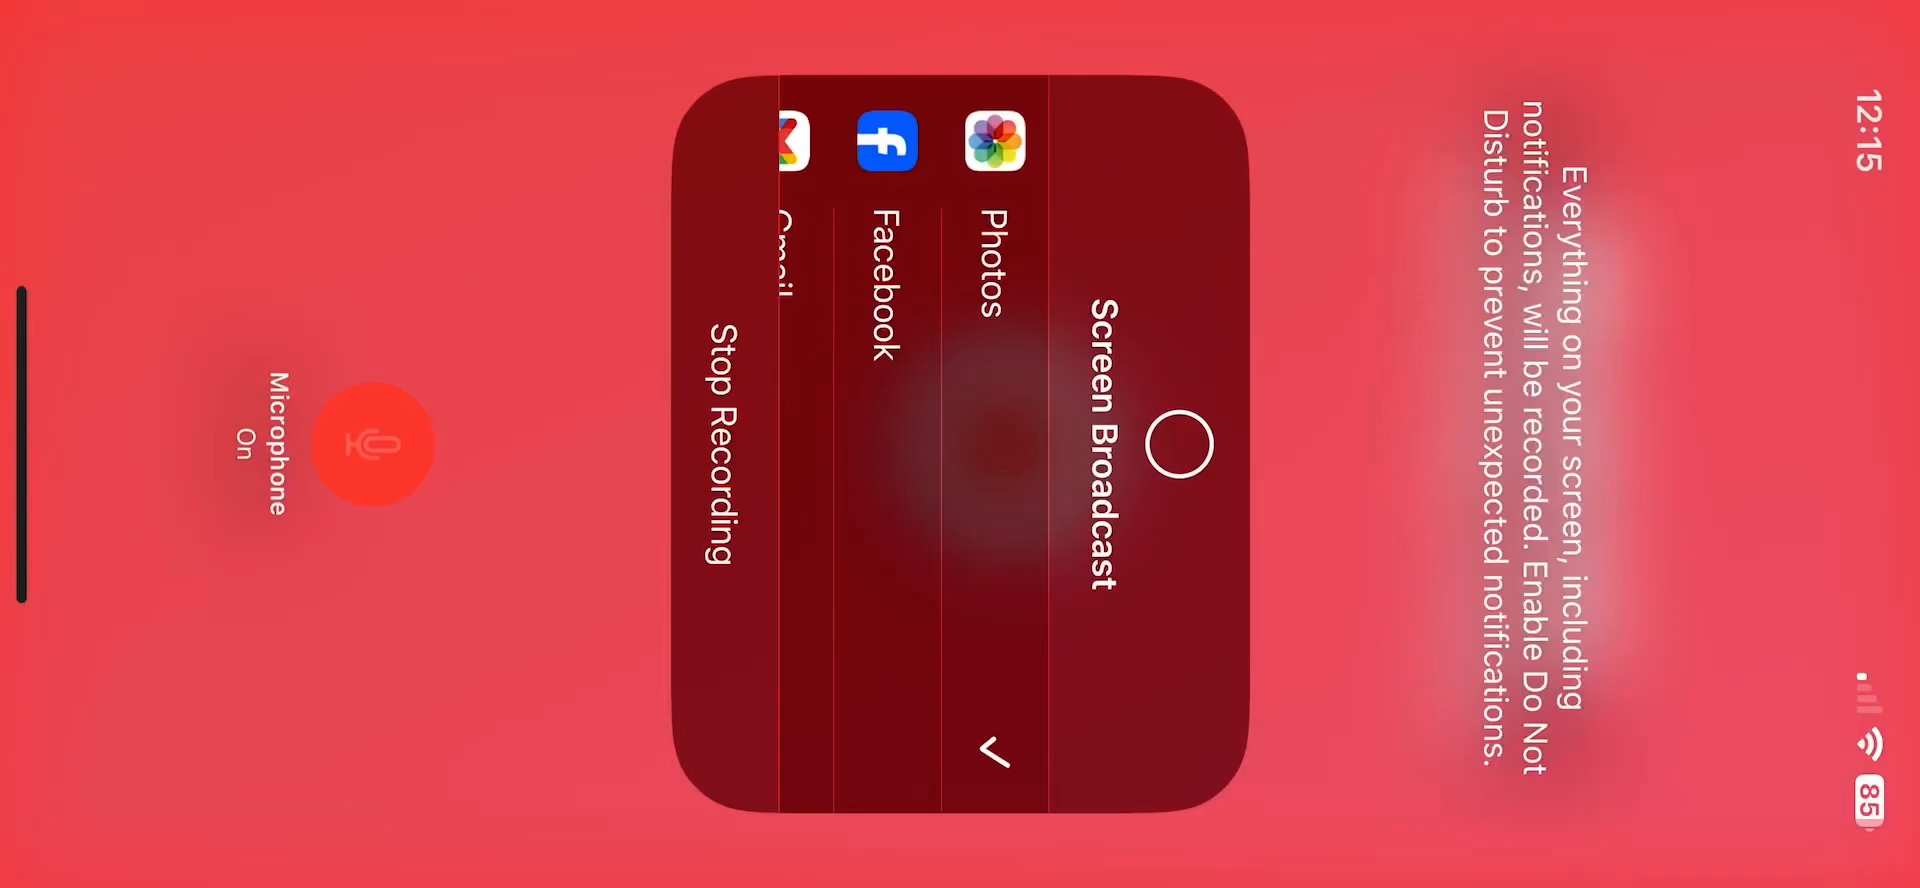 12:15
85
Everything on your screen, including
notifications, will be recorded. Enable Do Not
Disturb to prevent unexpected notifications.
Screen Broadcast
Photos
Facebook
Gmail
Stop Recording
Microphone
On